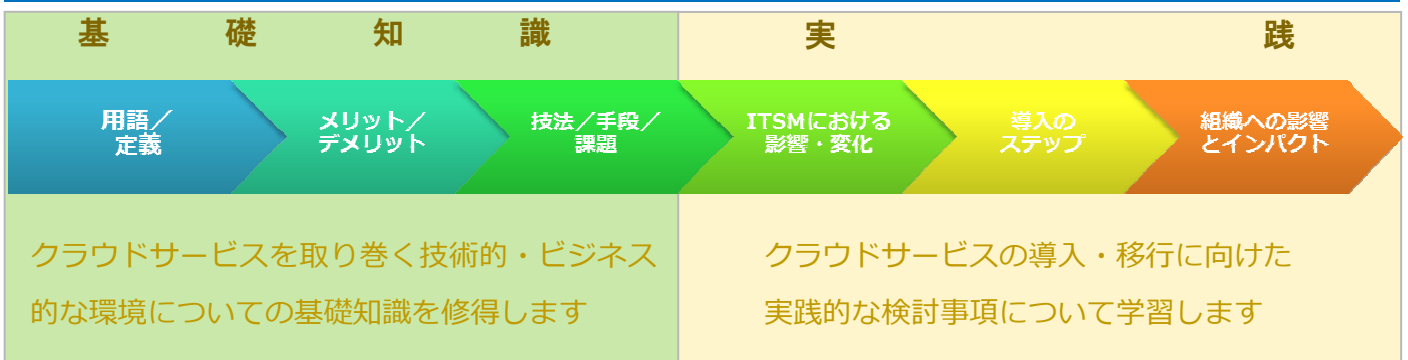 基礎知識
実践
用語／
定義
メリット／
デメリット
技法／手段／
課題
ITSMにおける
影響・変化
導入の
ステップ
組織への影響
とインパクト
クラウドサービスを取り巻く技術的・ビジネス
的な環境についての基礎知識を修得します
クラウドサービスの導入・移行に向けた
実践的な検討事項について学習します